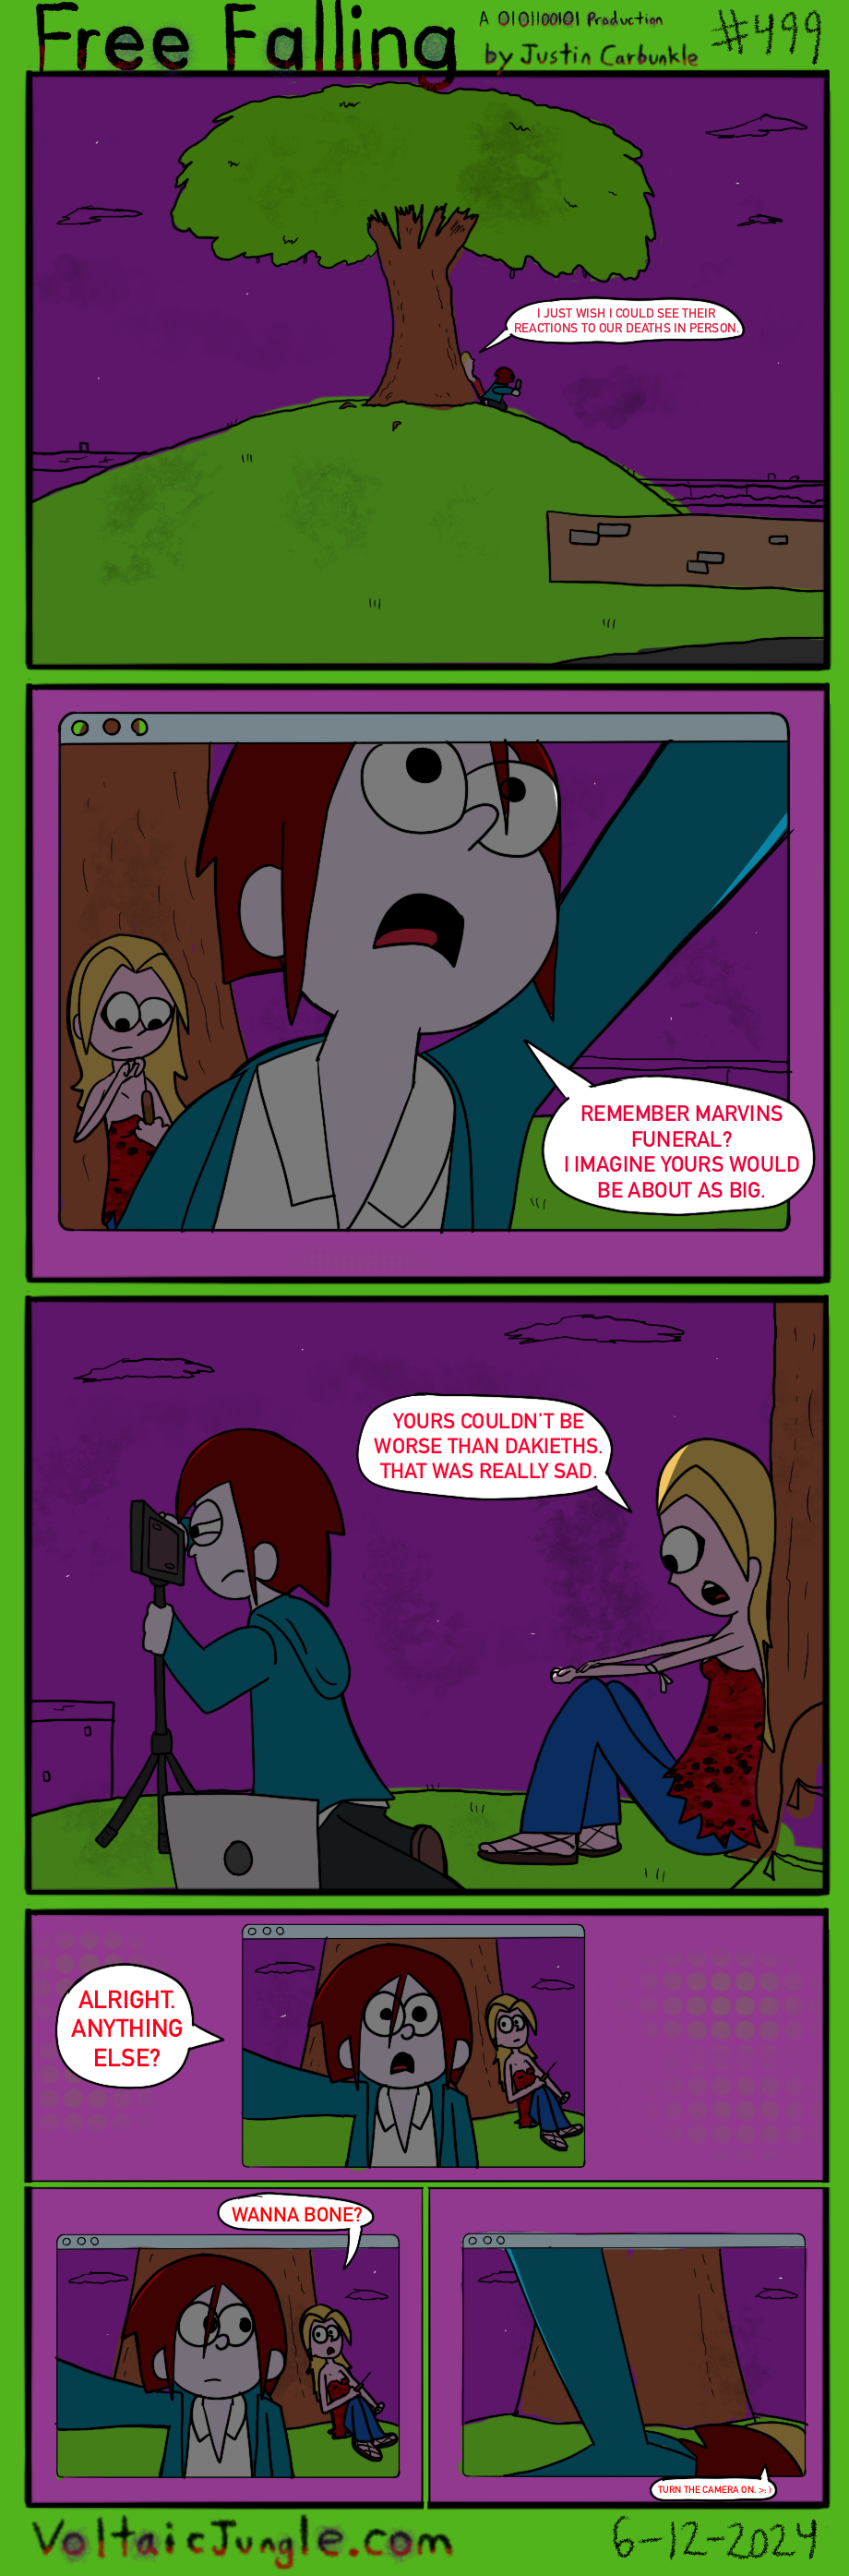 Free Falling
A 0101100101 Production
by Justin Carbunkle
#499
I JUST WISH I COULD SEE THEIR
REACTIONS TO OUR DEATHS IN PERSON.
REMEMBER MARVINS
FUNERAL?
I IMAGINE YOURS WOULD
BE ABOUT AS BIG.
YOURS COULDN'T BE
WORSE THAN DAKIETHS.
THAT WAS REALLY SAD.
ALRIGHT.
ANYTHING
ELSE?
WANNA BONE?
TURN THE CAMERA ON. >:)
VoltaicJungle.com
6-12-2024